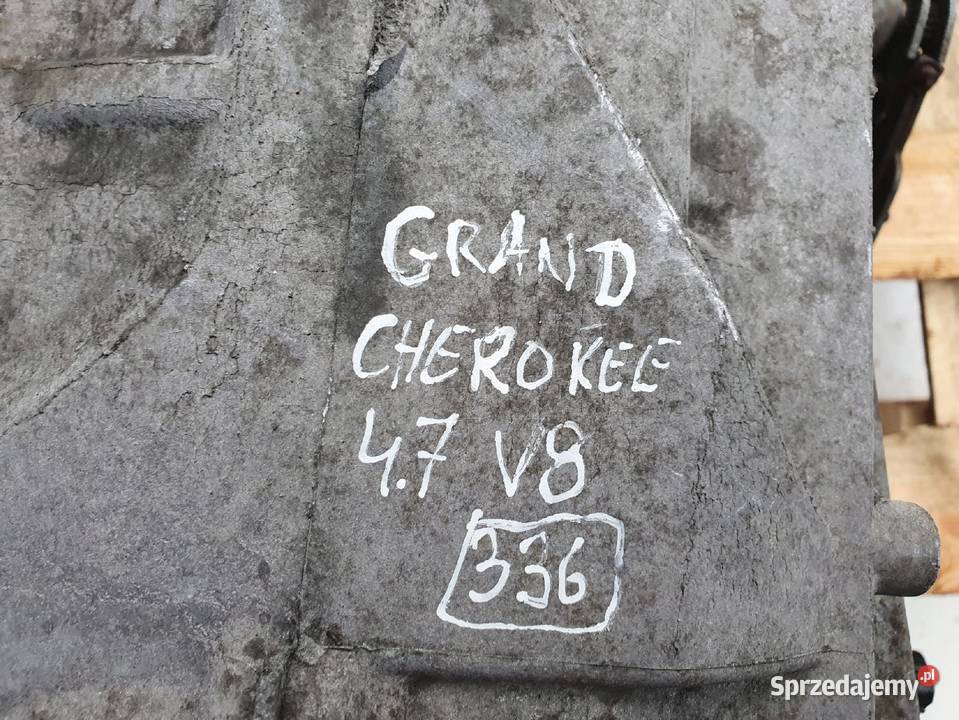 GRAND
CHEROKEE
4.7 V8
336
Sprzedajemy.pl